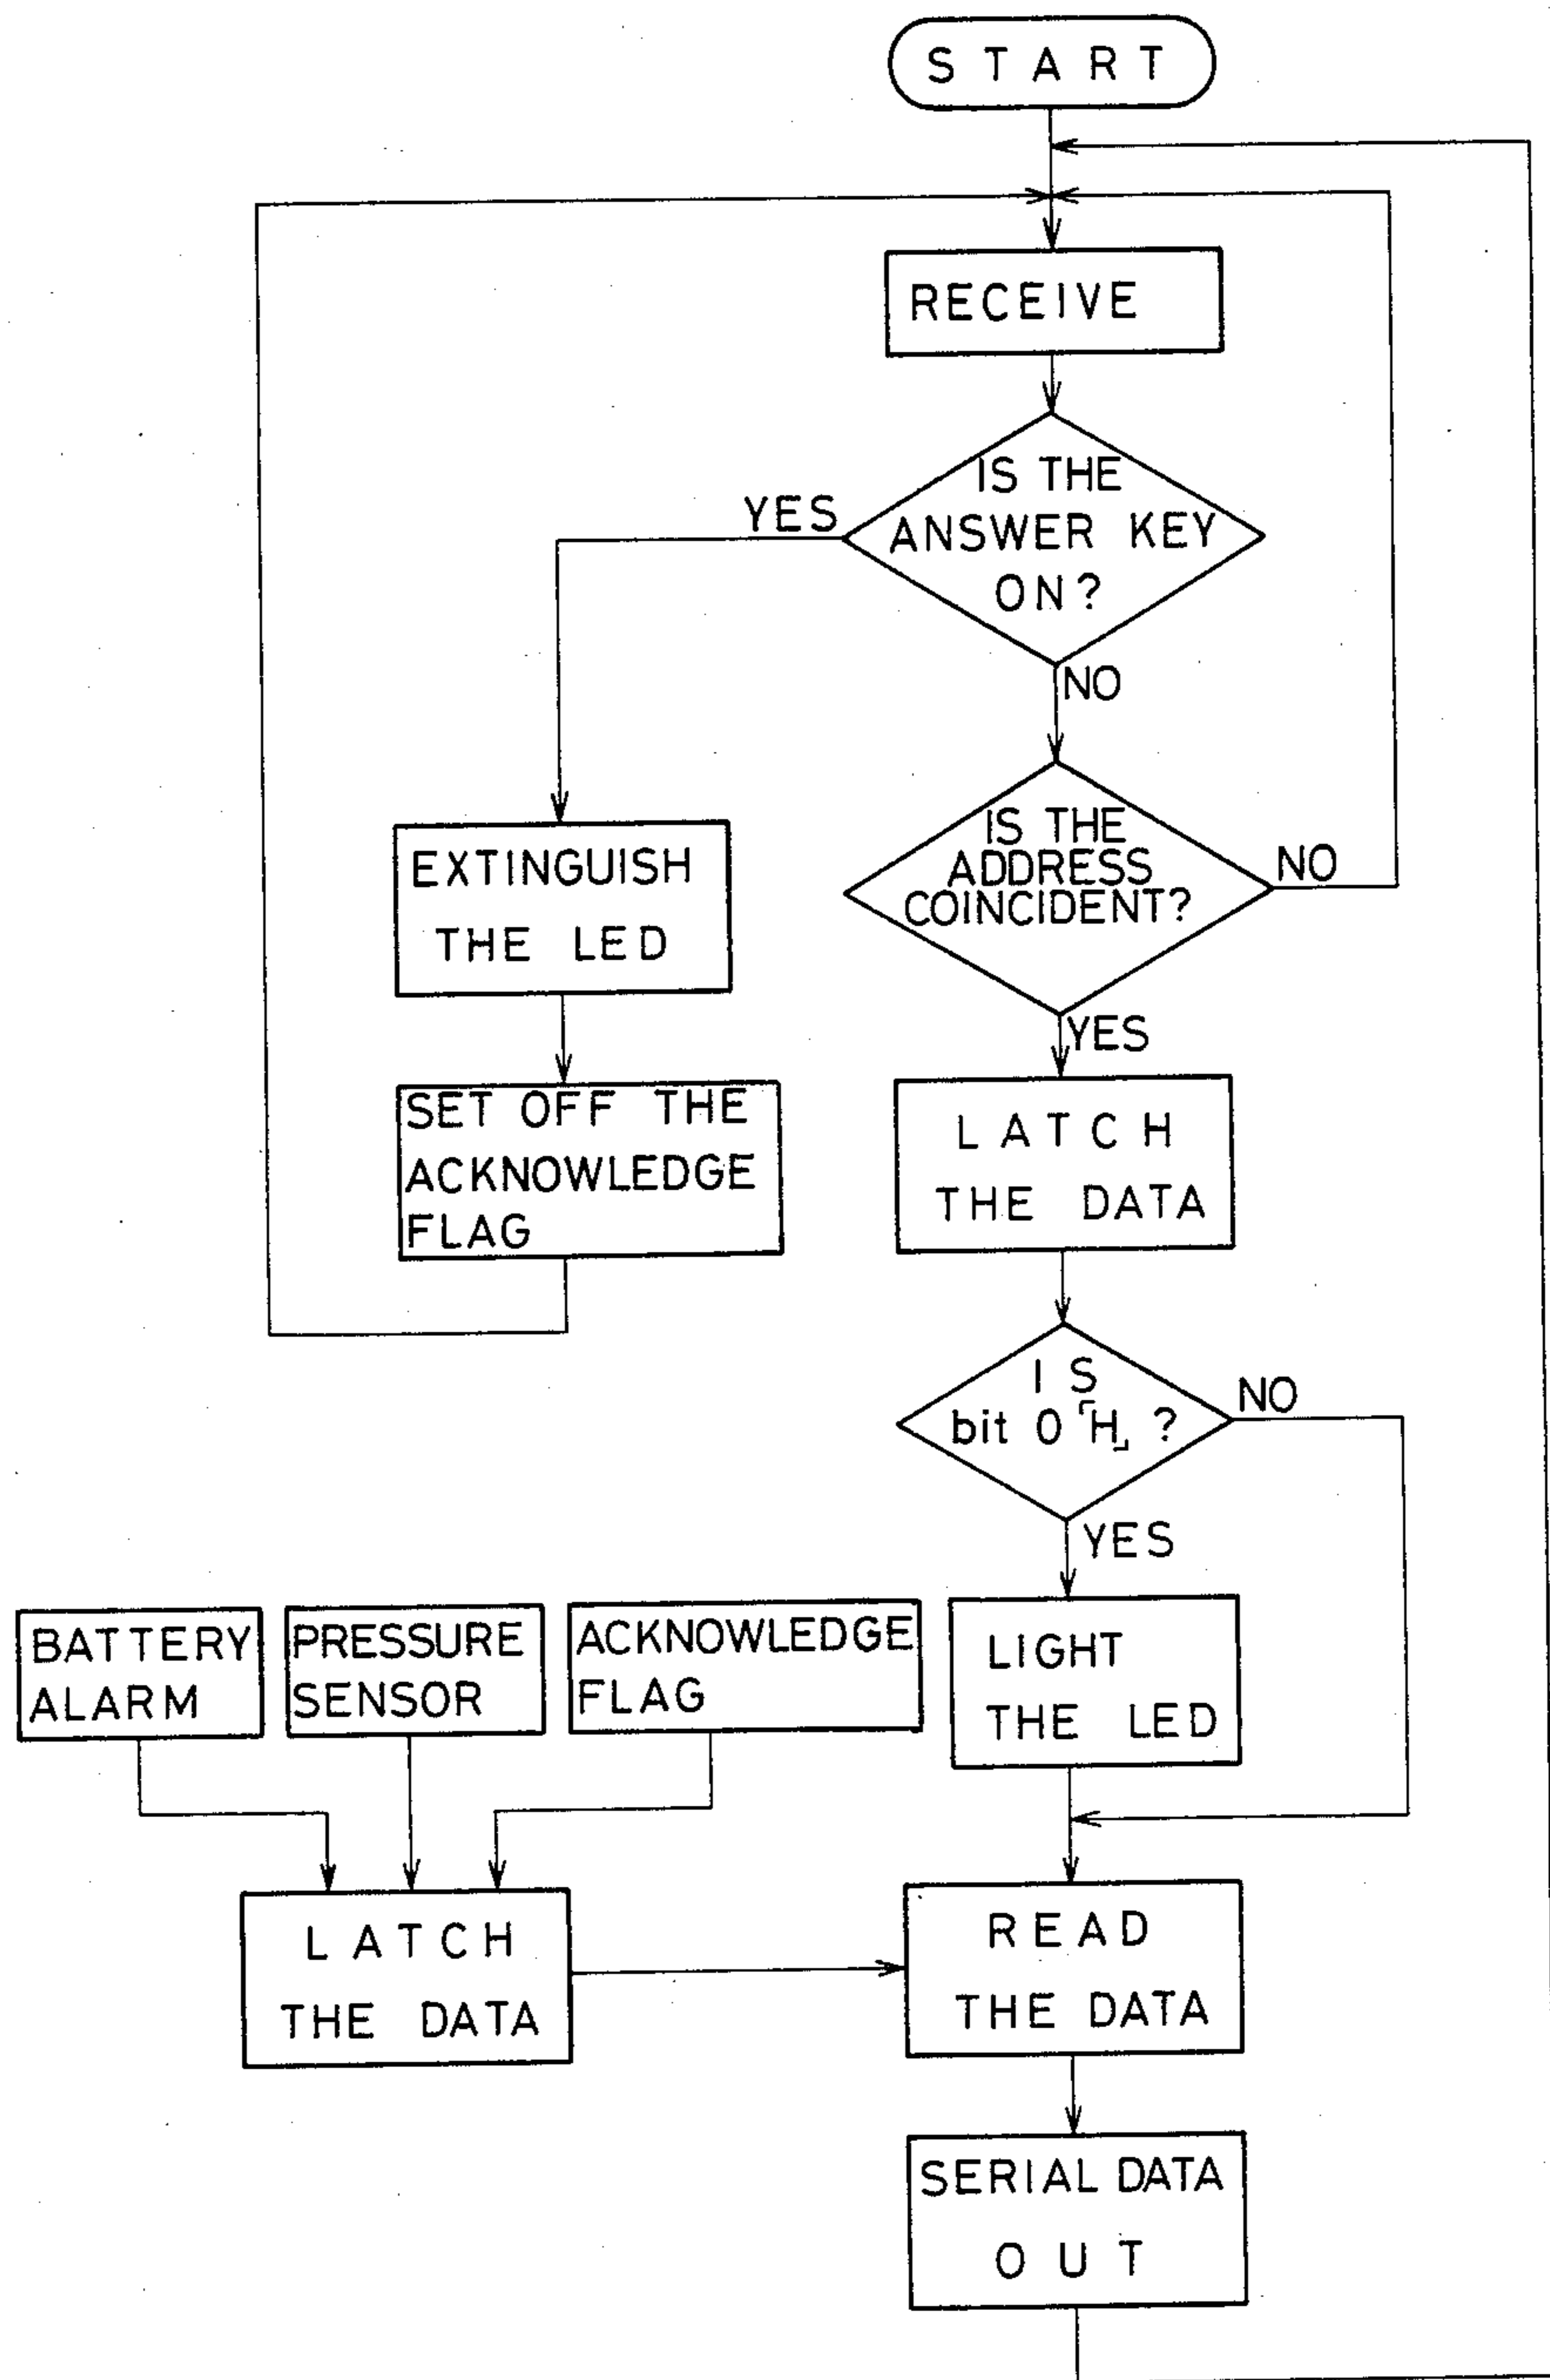 START
RECEIVE
IS THE
ANSWER KEY
ON?
YES
NO
IS THE
ADDRESS
COINCIDENT?
NO
YES
EXTINGUISH
THE LED
SET OFF THE
ACKNOWLEDGE
FLAG
LATCH
THE DATA
IS
bit 0「H」?
NO
YES
BATTERY
ALARM
PRESSURE
SENSOR
ACKNOWLEDGE
FLAG
LIGHT
THE LED
LATCH
THE DATA
READ
THE DATA
SERIAL DATA
OUT